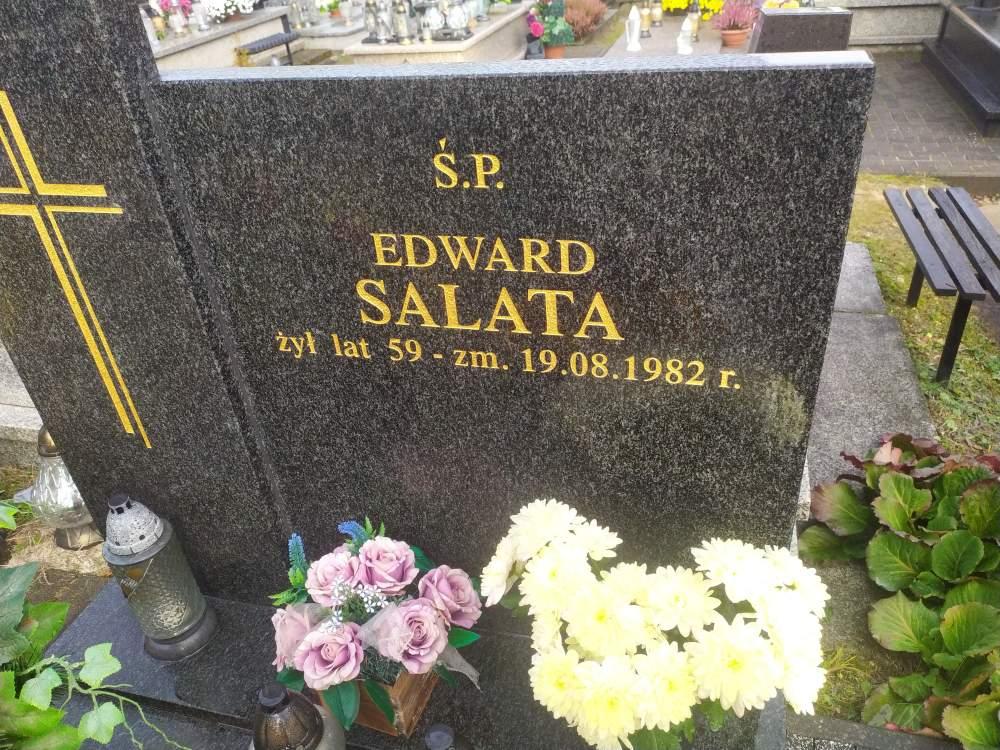 Ś.P.
EDWARD
SALATA
żył lat 59 - zm. 19.08.1982 r.